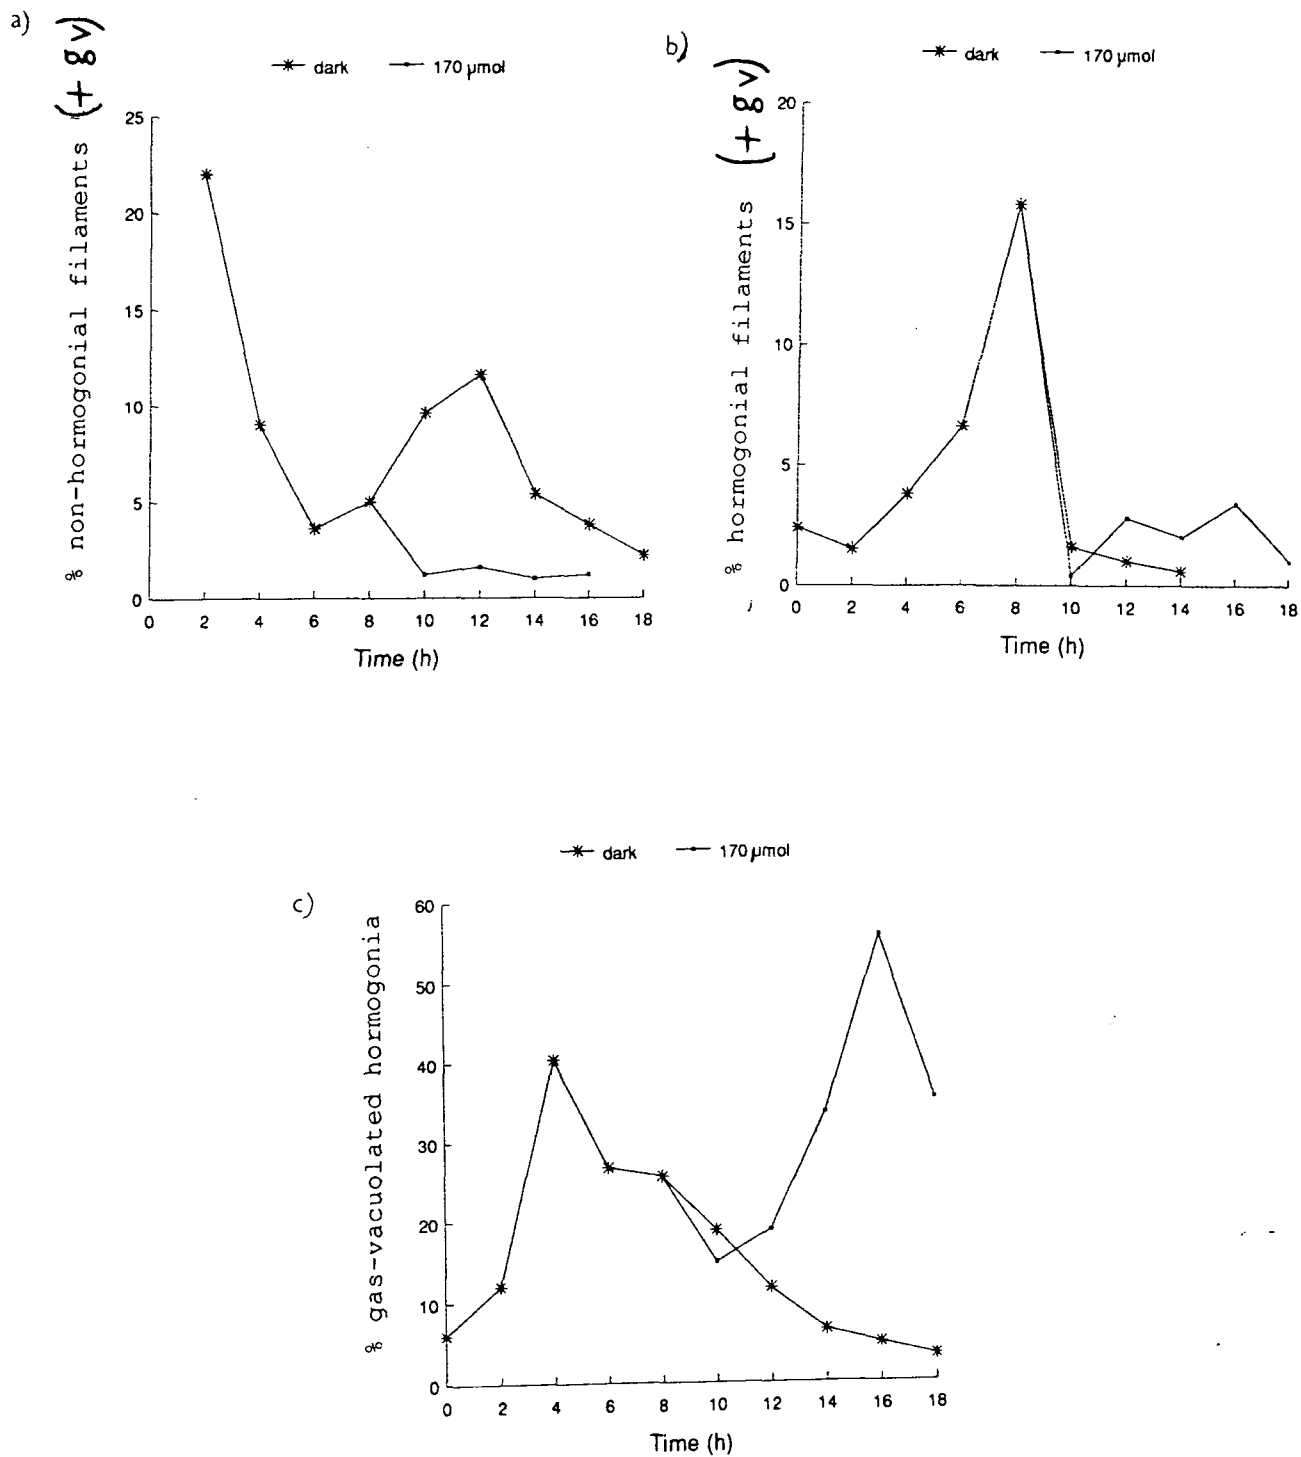 a)
% non-hormogonial filaments (+ g v)
dark 170 µmol
25
20
15
10
5
0
0 2 4 6 8 10 12 14 16 18
Time (h)
b)
% hormogonial filaments (+ g v)
dark 170 µmol
20
15
10
5
0
0 2 4 6 8 10 12 14 16 18
Time (h)
dark 170 µmol
c)
% gas-vacuolated hormogonia
60
50
40
30
20
10
0
0 2 4 6 8 10 12 14 16 18
Time (h)